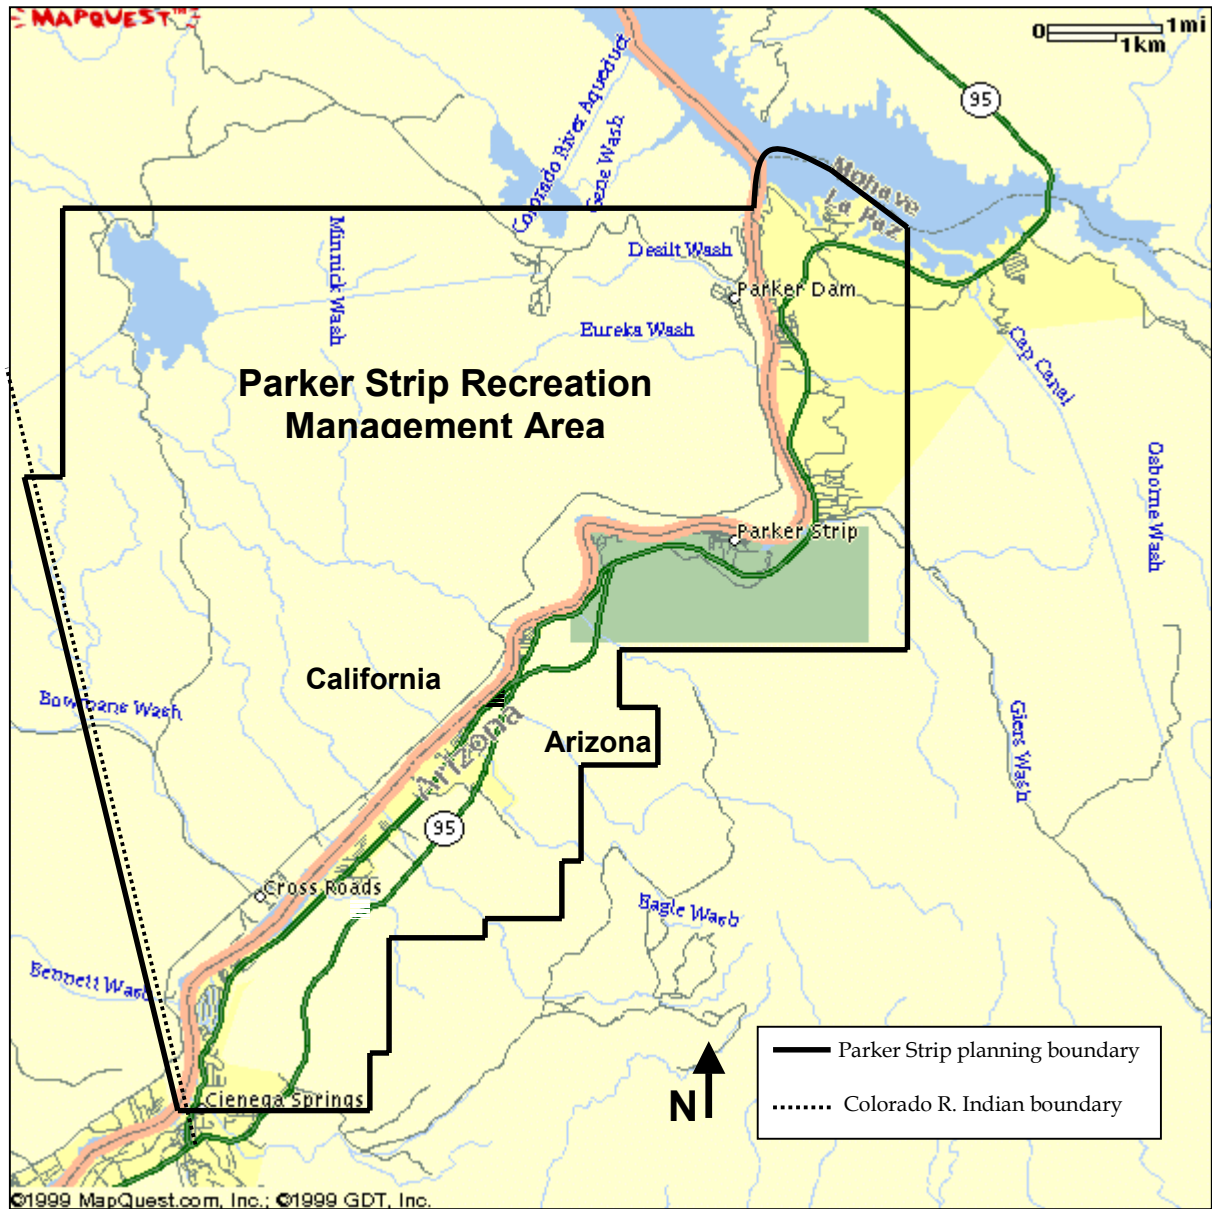 MAPQUEST™
0 1mi
1km
95
Colorado River Aqueduct
Gene Wash
Mohave
La Paz
Minnick Wash
Desilt Wash
Parker Dam
Eureka Wash
Cap Canal
Parker Strip Recreation
Management Area
Osborne Wash
Parker Strip
California
Bowmans Wash
Arizona
Arizona
Giers Wash
95
Cross Roads
Eagle Wash
Bennett Wash
Parker Strip planning boundary
Colorado R. Indian boundary
N
Cienega Springs
©1999 MapQuest.com, Inc.; ©1999 GDT, Inc.